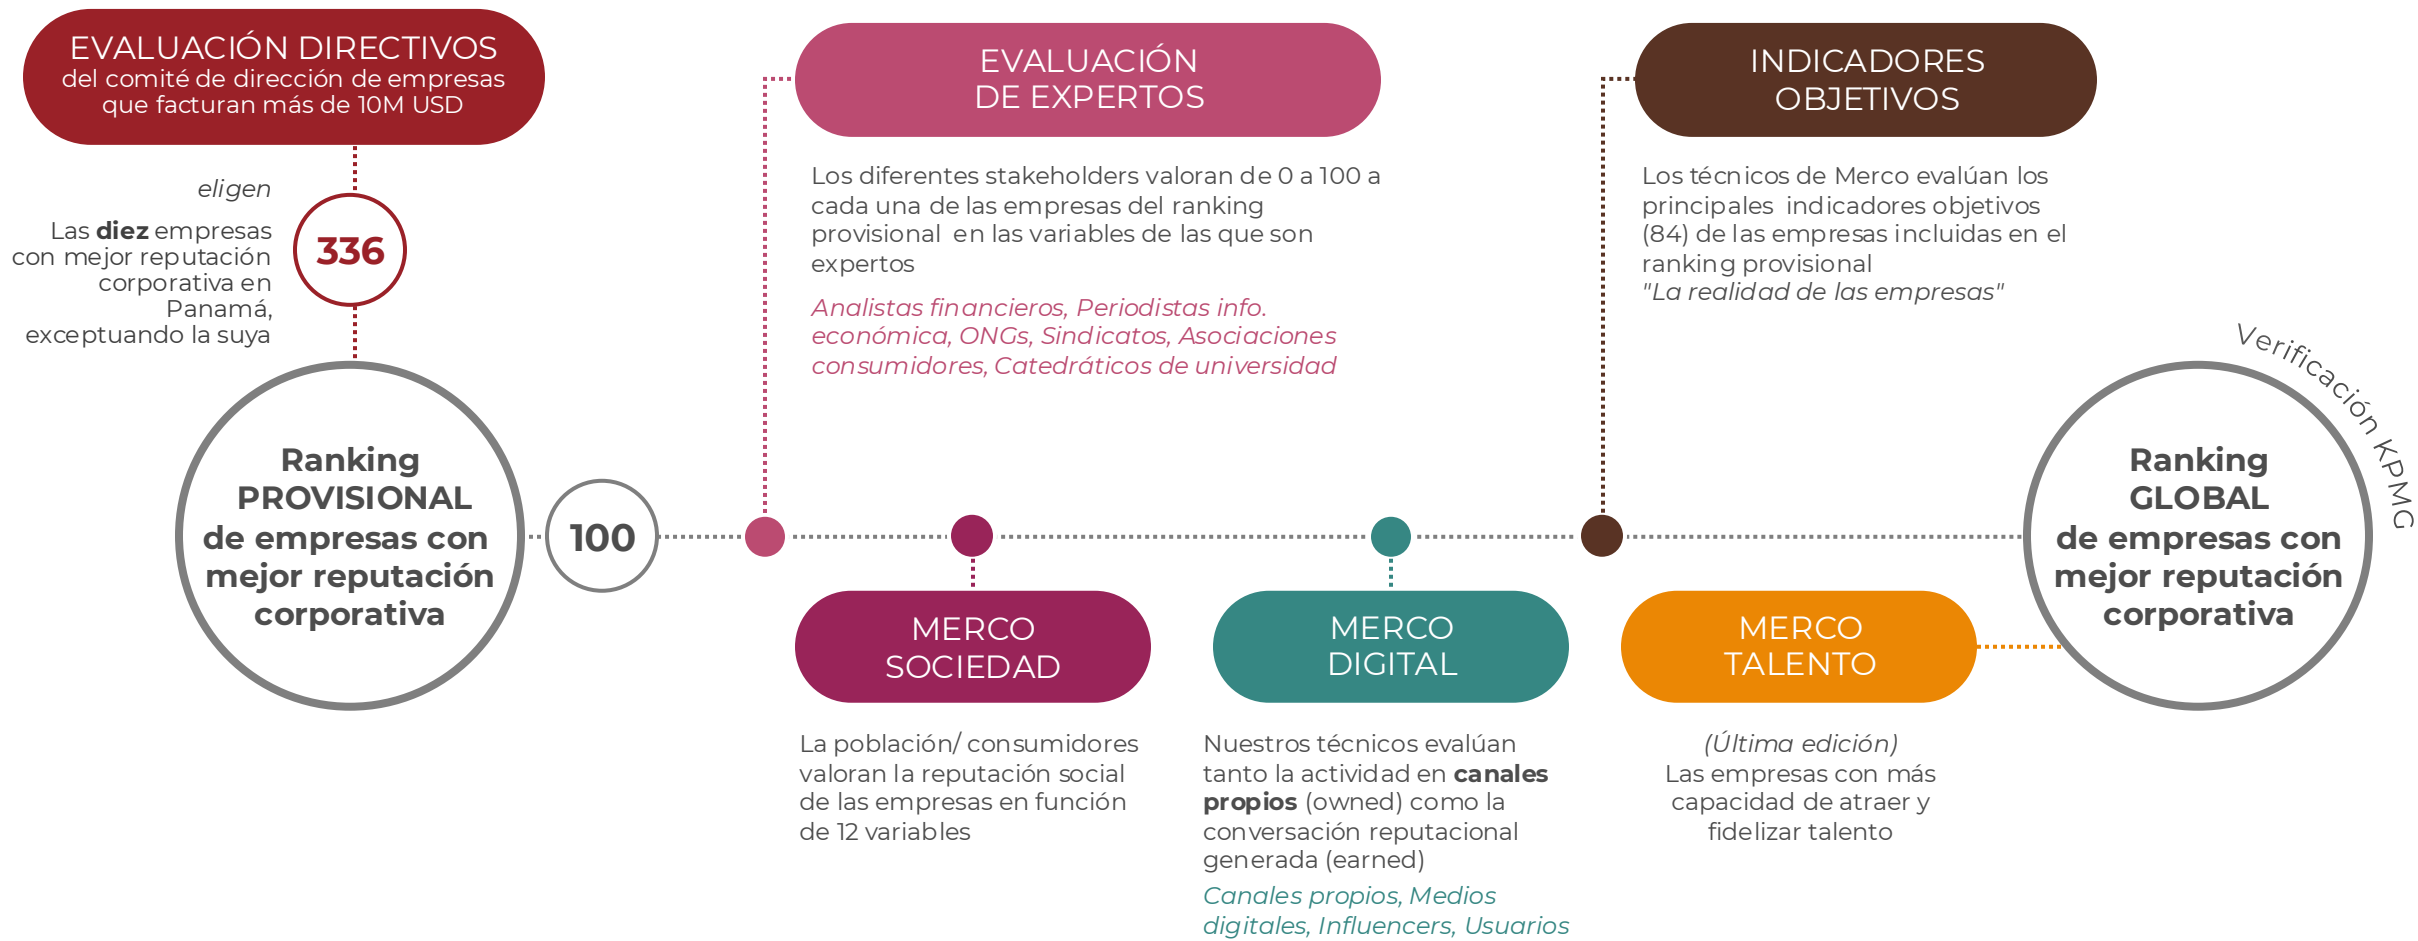 EVALUACIÓN DIRECTIVOS
del comité de dirección de empresas
que facturan más de 10M USD
eligen
Las diez empresas
con mejor reputación
corporativa en
Panamá,
exceptuando la suya
336
Ranking
PROVISIONAL
de empresas con
mejor reputación
corporativa
100
EVALUACIÓN
DE EXPERTOS
Los diferentes stakeholders valoran de 0 a 100 a
cada una de las empresas del ranking
provisional en las variables de las que son
expertos
Analistas financieros, Periodistas info.
económica, ONGs, Sindicatos, Asociaciones
consumidores, Catedráticos de universidad
MERCO
SOCIEDAD
La población/ consumidores
valoran la reputación social
de las empresas en función
de 12 variables
MERCO
DIGITAL
Nuestros técnicos evalúan
tanto la actividad en canales
propios (owned) como la
conversación reputacional
generada (earned)
Canales propios, Medios
digitales, Influencers, Usuarios
INDICADORES
OBJETIVOS
Los técnicos de Merco evalúan los
principales indicadores objetivos
(84) de las empresas incluidas en el
ranking provisional
"La realidad de las empresas"
MERCO
TALENTO
(Última edición)
Las empresas con más
capacidad de atraer y
fidelizar talento
Verificación KPMG
Ranking
GLOBAL
de empresas con
mejor reputación
corporativa